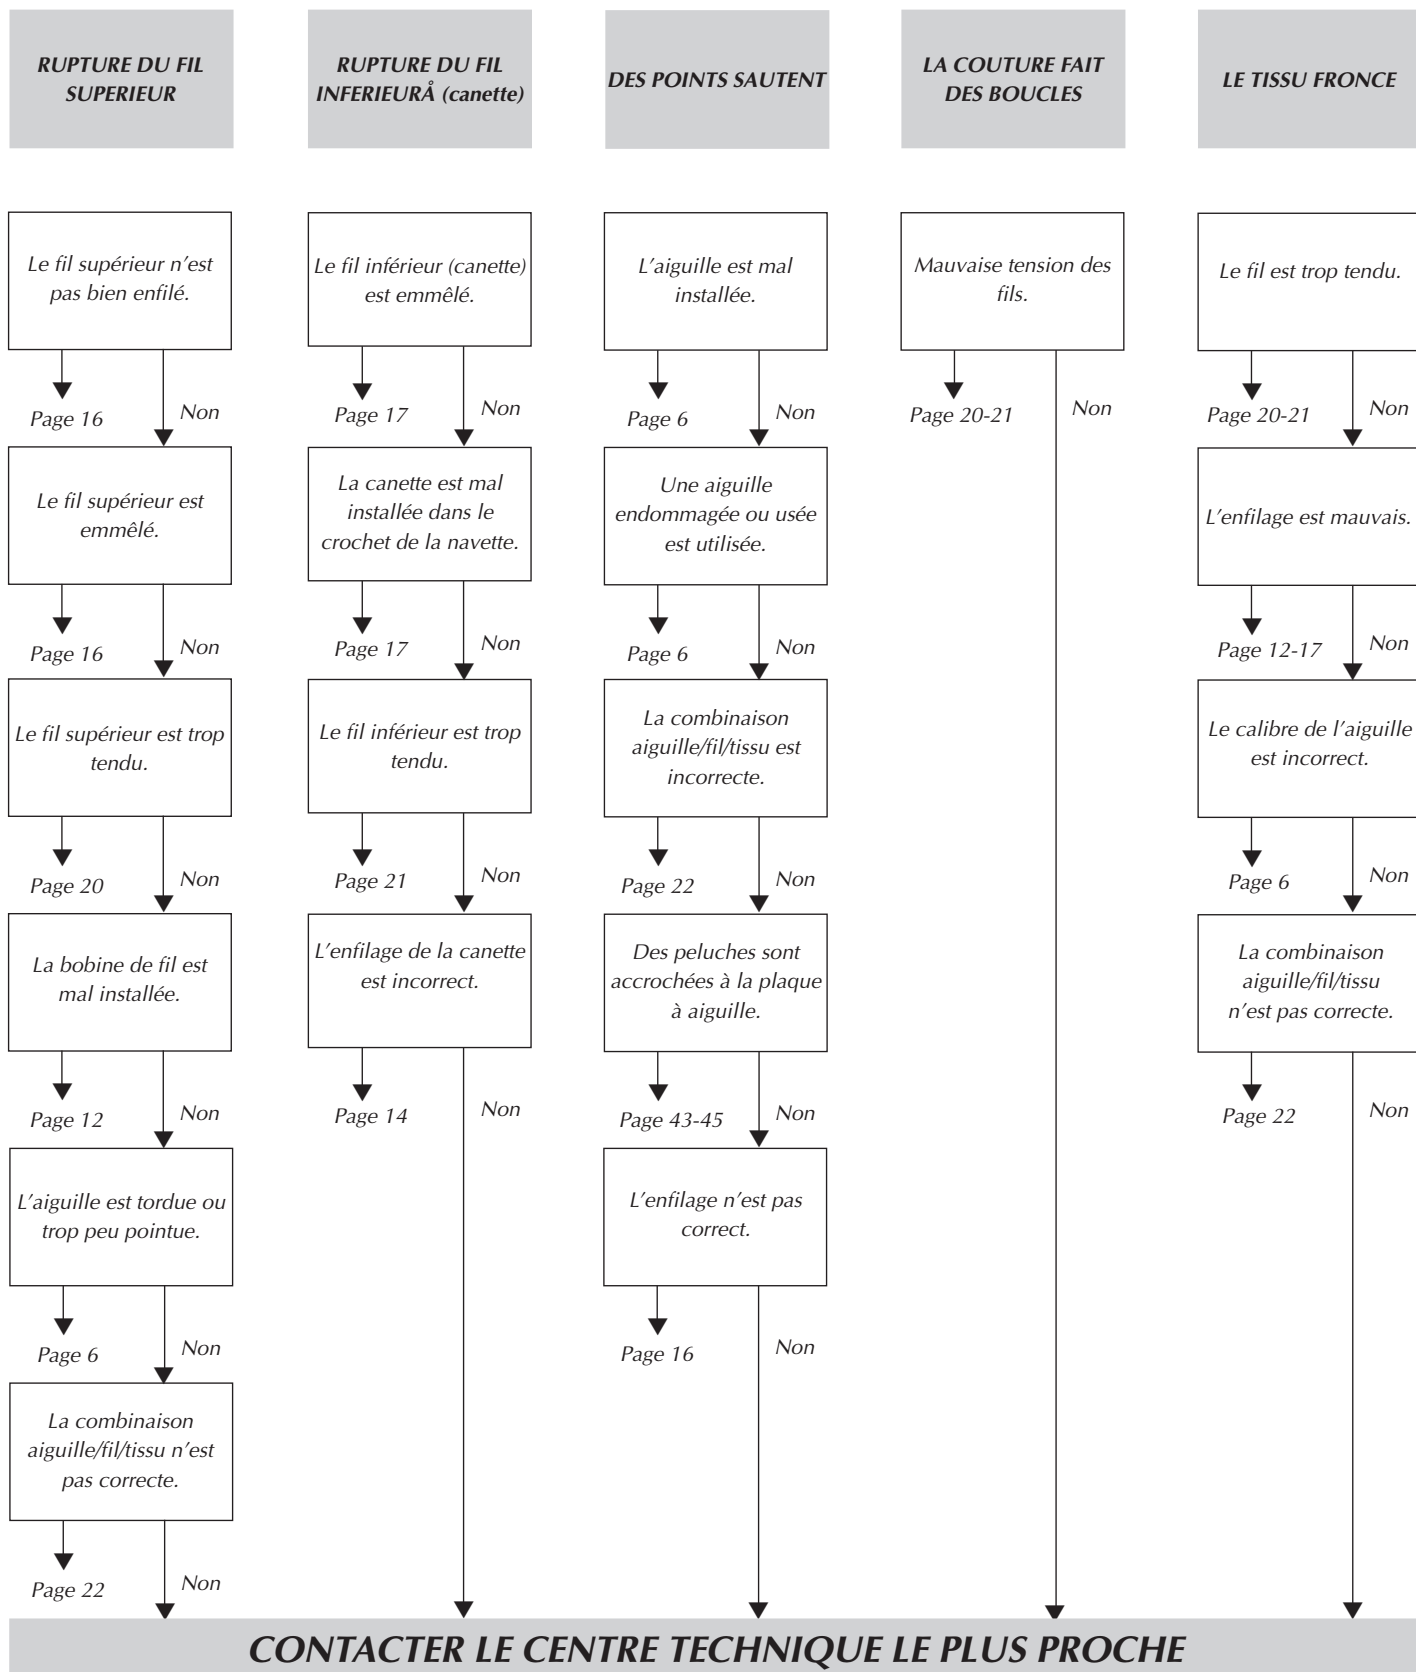 RUPTURE DU FIL
SUPERIEUR
Le fil supérieur n'est
pas bien enfilé.
Page 16
Non
Le fil supérieur est
emmêlé.
Page 16
Non
Le fil supérieur est trop
tendu.
Page 20
Non
La bobine de fil est
mal installée.
Page 12
Non
L'aiguille est tordue ou
trop peu pointue.
Page 6
Non
La combinaison
aiguille/fil/tissu n'est
pas correcte.
Page 22
Non
RUPTURE DU FIL
INFERIEURÅ (canette)
Le fil inférieur (canette)
est emmêlé.
Page 17
Non
La canette est mal
installée dans le
crochet de la navette.
Page 17
Non
Le fil inférieur est trop
tendu.
Page 21
Non
L'enfilage de la canette
est incorrect.
Page 14
Non
DES POINTS SAUTENT
L'aiguille est mal
installée.
Page 6
Non
Une aiguille
endommagée ou usée
est utilisée.
Page 6
Non
La combinaison
aiguille/fil/tissu est
incorrecte.
Page 22
Non
Des peluches sont
accrochées à la plaque
à aiguille.
Page 43-45
Non
L'enfilage n'est pas
correct.
Page 16
Non
LA COUTURE FAIT
DES BOUCLES
Mauvaise tension des
fils.
Page 20-21
Non
LE TISSU FRONCE
Le fil est trop tendu.
Page 20-21
Non
L'enfilage est mauvais.
Page 12-17
Non
Le calibre de l'aiguille
est incorrect.
Page 6
Non
La combinaison
aiguille/fil/tissu
n'est pas correcte.
Page 22
Non
CONTACTER LE CENTRE TECHNIQUE LE PLUS PROCHE